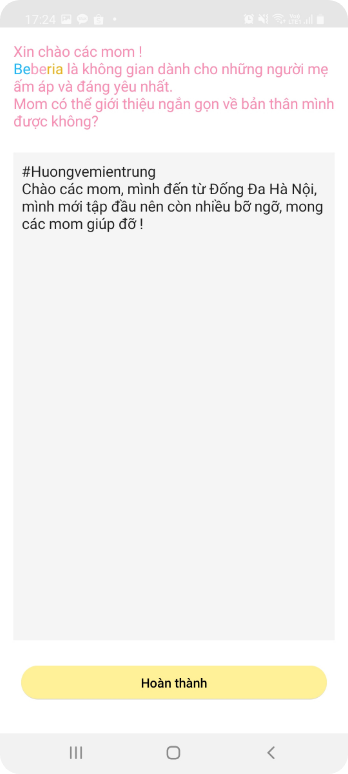 17:24
Xin chào các mom !
Beberia là không gian dành cho những người mẹ
ấm áp và đáng yêu nhất.
Mom có thể giới thiệu ngắn gọn về bản thân mình
được không?
#Huongvemientrung
Chào các mom, mình đến từ Đống Đa Hà Nội,
mình mới tập đầu nên còn nhiều bỡ ngỡ, mong
các mom giúp đỡ !
Hoàn thành